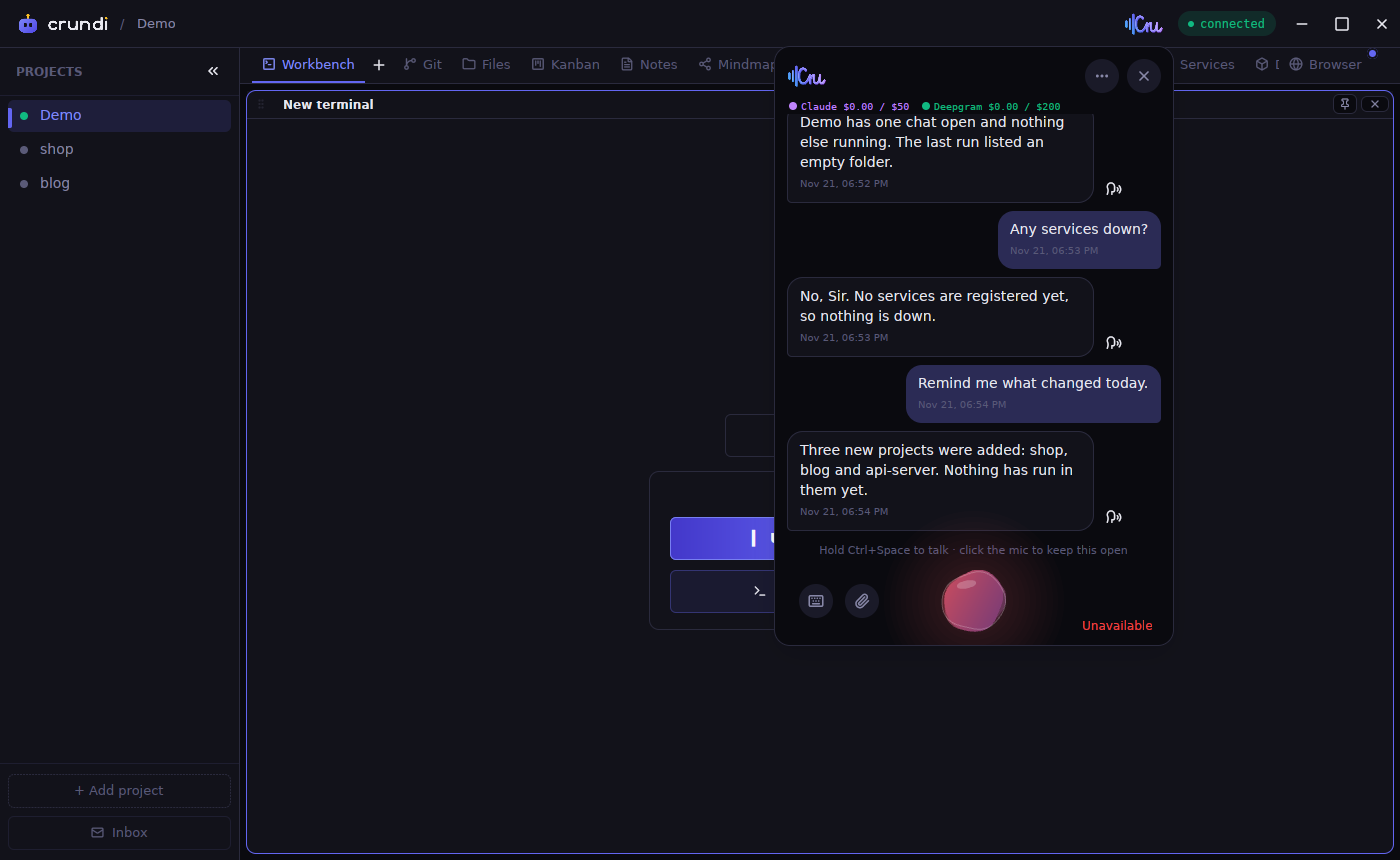 crundi / Demo
Cru
connected
PROJECTS
Demo
shop
blog
+ Add project
Inbox
Workbench
Git
Files
Kanban
Notes
Mindmap
Services
Browser
New terminal
Cru
Claude $0.00 / $50
Deepgram $0.00 / $200
Demo has one chat open and nothing
else running. The last run listed an
empty folder.
Nov 21, 06:52 PM
Any services down?
Nov 21, 06:53 PM
No, Sir. No services are registered yet,
so nothing is down.
Nov 21, 06:53 PM
Remind me what changed today.
Nov 21, 06:54 PM
Three new projects were added: shop,
blog and api-server. Nothing has run in
them yet.
Nov 21, 06:54 PM
Hold Ctrl+Space to talk · click the mic to keep this open
Unavailable